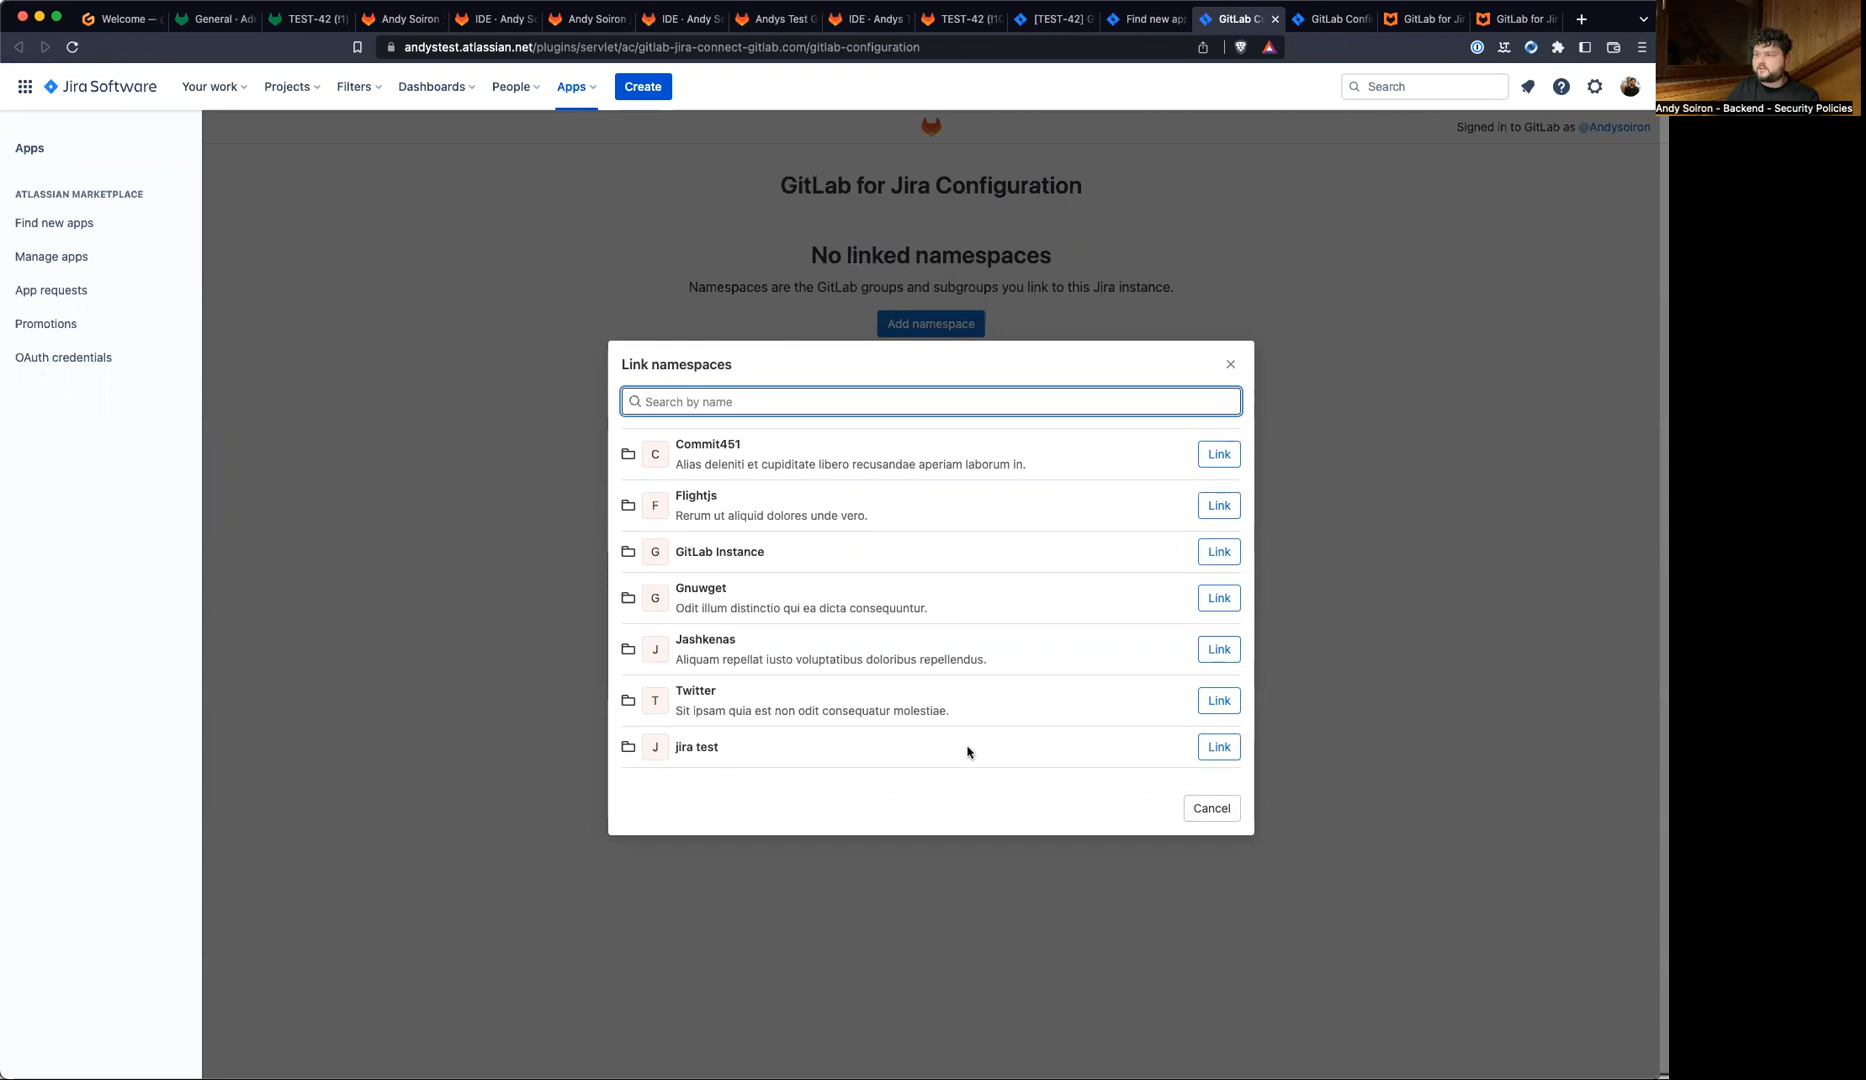 Welcome —
General · Ad
TEST-42 (!1)
Andy Soiron
IDE · Andy S
Andy Soiron
IDE · Andy So
Andys Test G
IDE · Andys T
TEST-42 (!10
[TEST-42] G
Find new ap
GitLab C
GitLab Confi
GitLab for Jir
GitLab for Jir
andystest.atlassian.net/plugins/servlet/ac/gitlab-jira-connect-gitlab.com/gitlab-configuration
Andy Soiron - Backend - Security Policies
Jira Software
Your work
Projects
Filters
Dashboards
People
Apps
Create
Search
Signed in to GitLab as @Andysoiron
Apps
ATLASSIAN MARKETPLACE
Find new apps
Manage apps
App requests
Promotions
OAuth credentials
GitLab for Jira Configuration
No linked namespaces
Namespaces are the GitLab groups and subgroups you link to this Jira instance.
Add namespace
Link namespaces
Search by name
C
Commit451
Alias deleniti et cupiditate libero recusandae aperiam laborum in.
Link
F
Flightjs
Rerum ut aliquid dolores unde vero.
Link
G
GitLab Instance
Link
G
Gnuwget
Odit illum distinctio qui ea dicta consequuntur.
Link
J
Jashkenas
Aliquam repellat iusto voluptatibus doloribus repellendus.
Link
T
Twitter
Sit ipsam quia est non odit consequatur molestiae.
Link
J
jira test
Link
Cancel